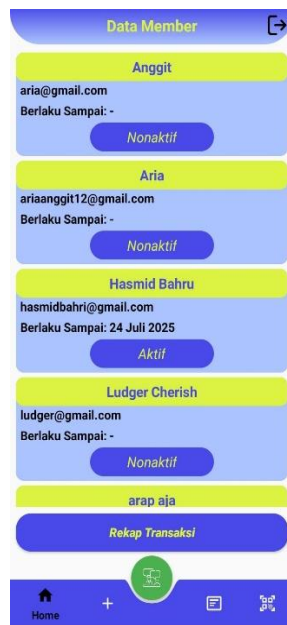 Data Member
Anggit
aria@gmail.com
Berlaku Sampai: -
Nonaktif
Aria
ariaanggit12@gmail.com
Berlaku Sampai: -
Nonaktif
Hasmid Bahru
hasmidbahri@gmail.com
Berlaku Sampai: 24 Juli 2025
Aktif
Ludger Cherish
ludger@gmail.com
Berlaku Sampai: -
Nonaktif
arap aja
Rekap Transaksi
Home